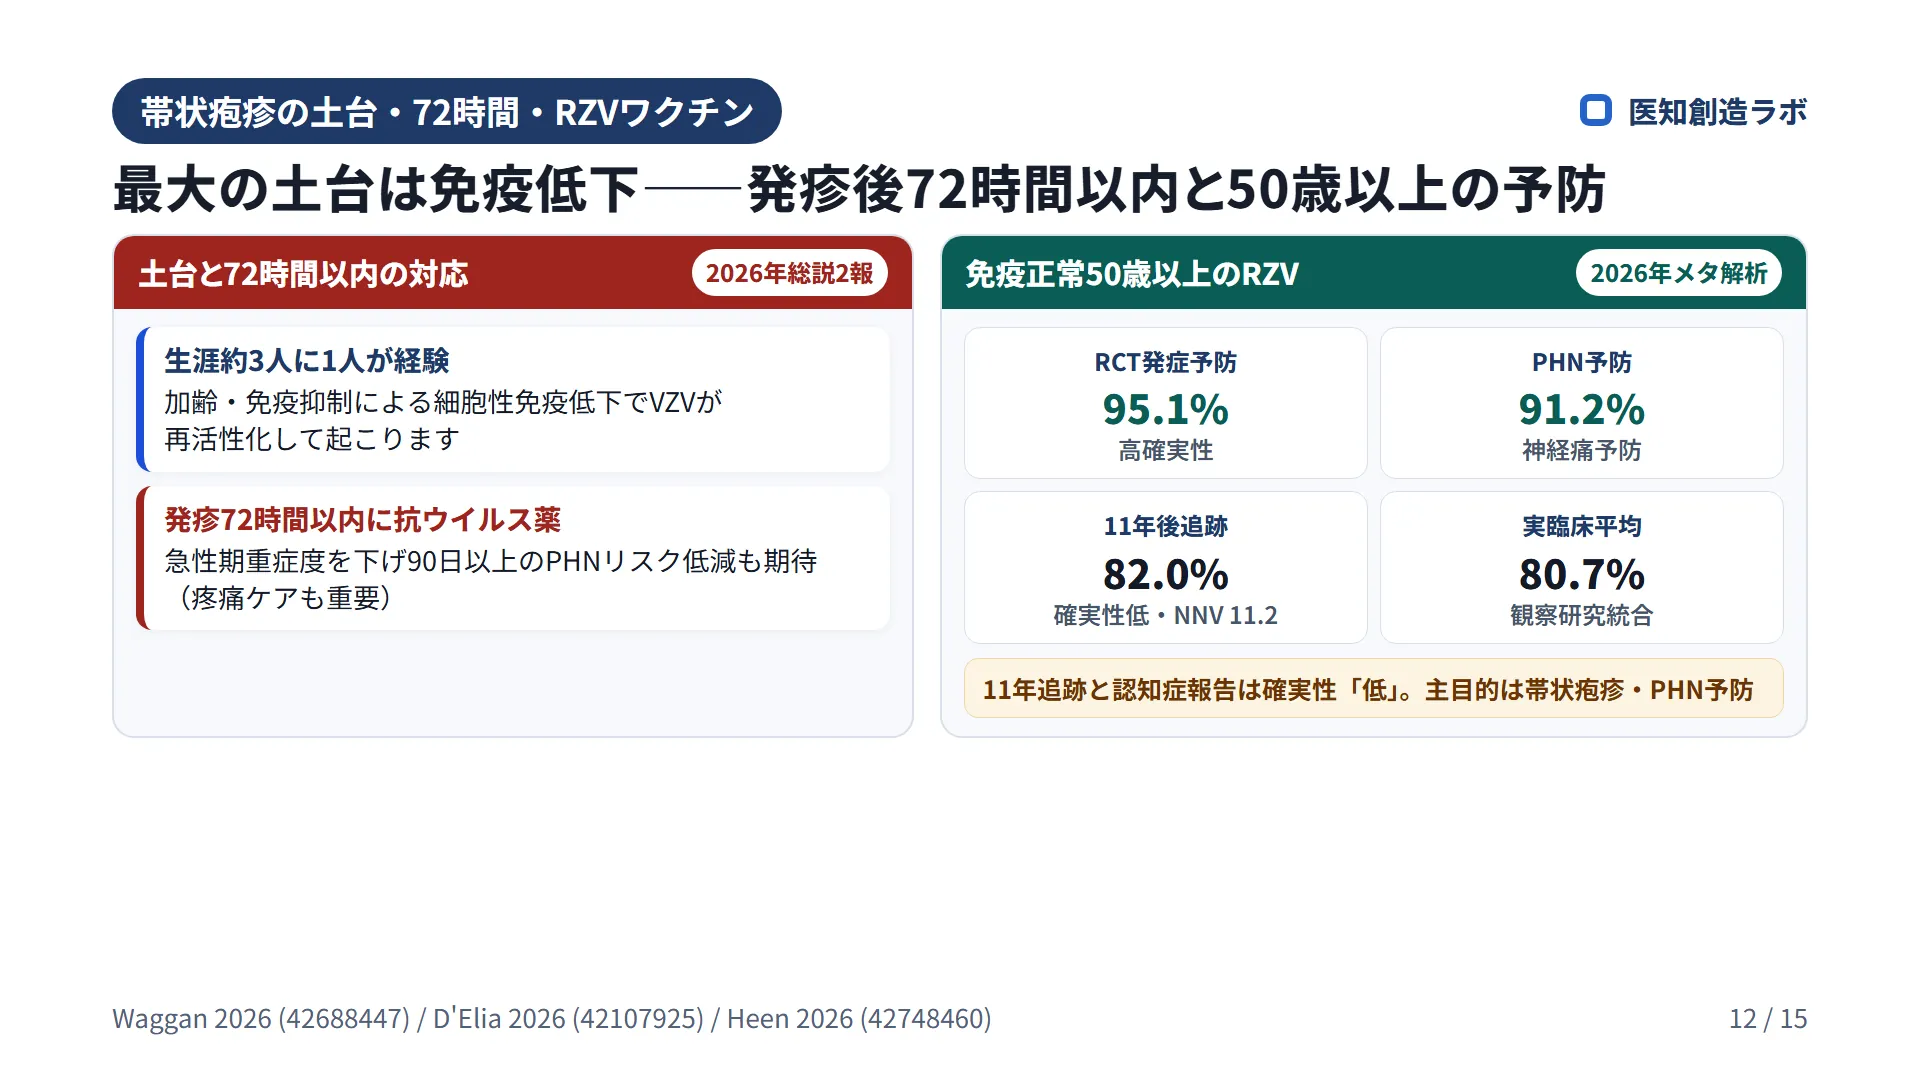 帯状疱疹の土台・72時間・RZVワクチン
医知創造ラボ
最大の土台は免疫低下──発疹後72時間以内と50歳以上の予防
土台と72時間以内の対応
2026年総説2報
生涯約3人に1人が経験
加齢・免疫抑制による細胞性免疫低下でVZVが
再活性化して起こります
発疹72時間以内に抗ウイルス薬
急性期重症度を下げ90日以上のPHNリスク低減も期待
（疼痛ケアも重要）
免疫正常50歳以上のRZV
2026年メタ解析
RCT発症予防
95.1%
高確実性
PHN予防
91.2%
神経痛予防
11年後追跡
82.0%
確実性低・NNV 11.2
実臨床平均
80.7%
観察研究統合
11年追跡と認知症報告は確実性「低」。主目的は帯状疱疹・PHN予防
Waggan 2026 (42688447) / D'Elia 2026 (42107925) / Heen 2026 (42748460)
12 / 15